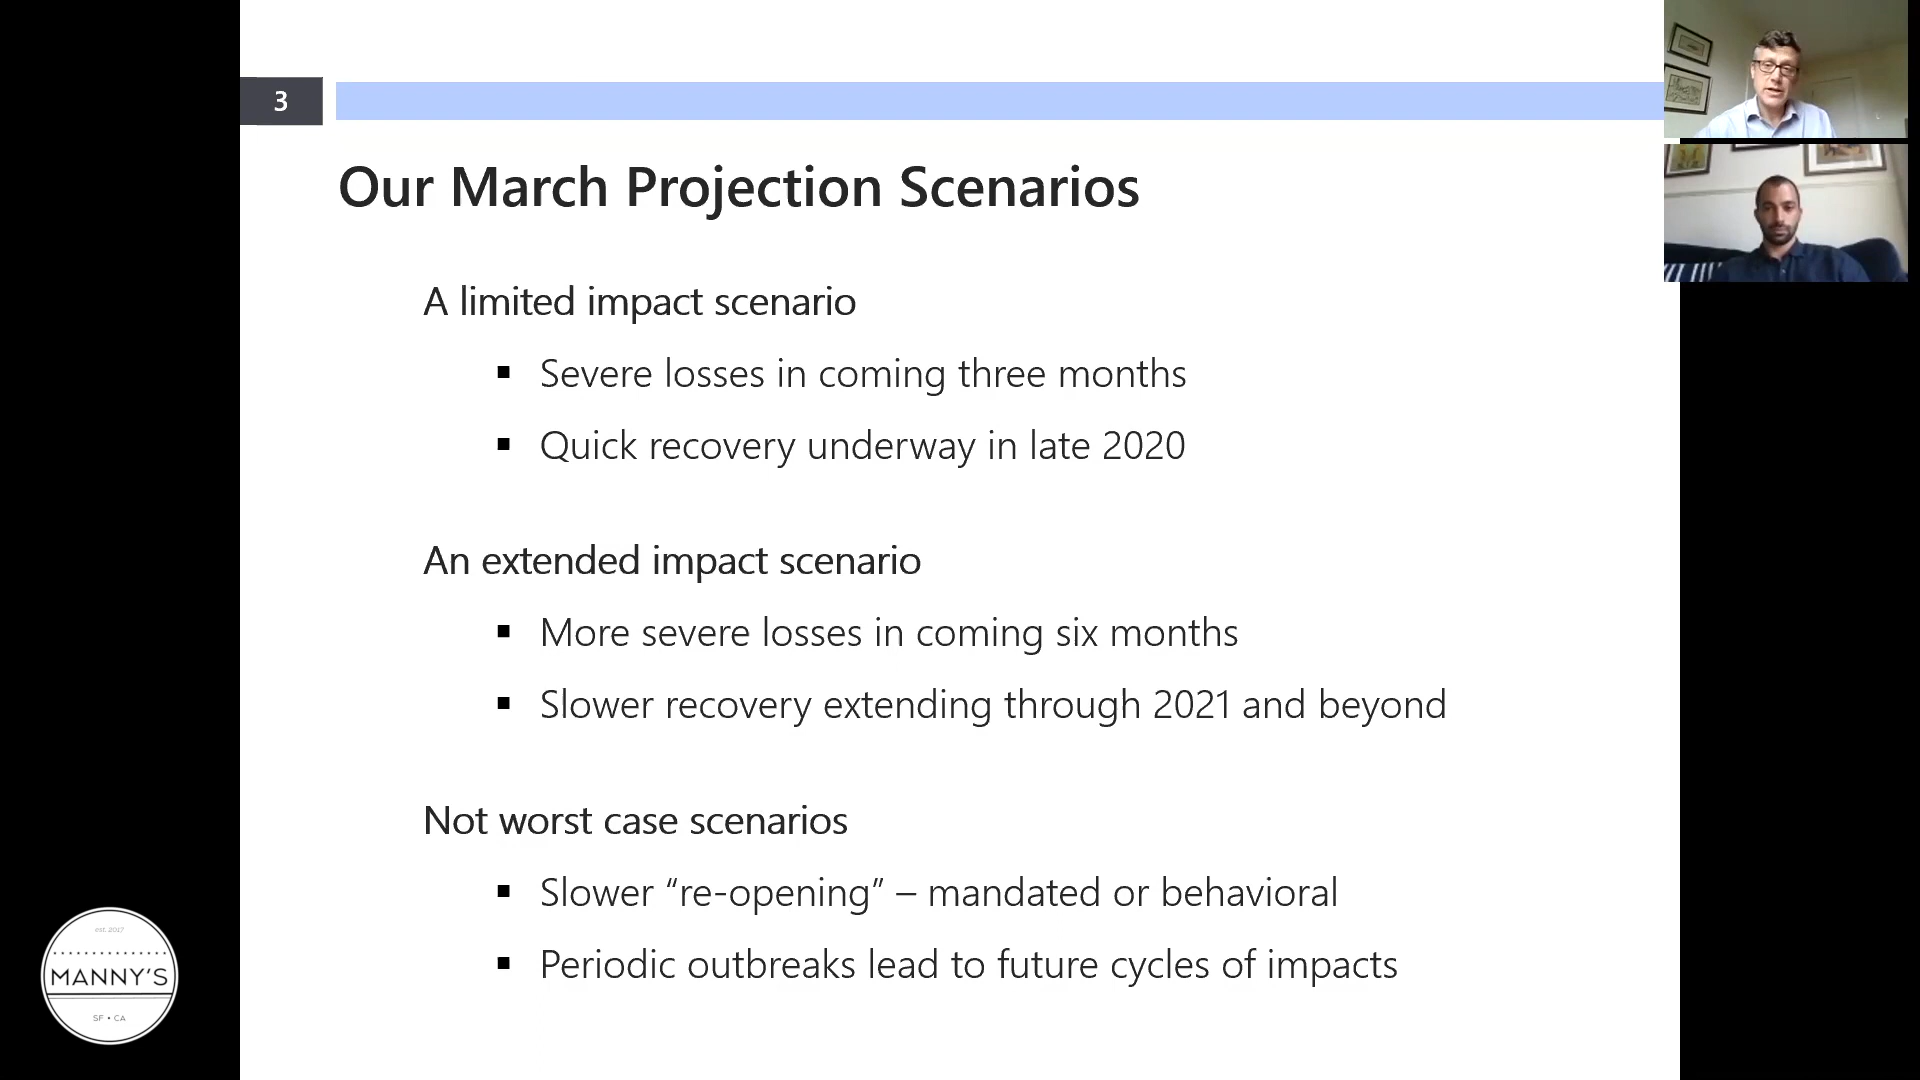 3
Our March Projection Scenarios
A limited impact scenario
▪ Severe losses in coming three months
▪ Quick recovery underway in late 2020
An extended impact scenario
▪ More severe losses in coming six months
▪ Slower recovery extending through 2021 and beyond
Not worst case scenarios
▪ Slower “re-opening” – mandated or behavioral
▪ Periodic outbreaks lead to future cycles of impacts
est. 2017
MANNY'S
SF • CA